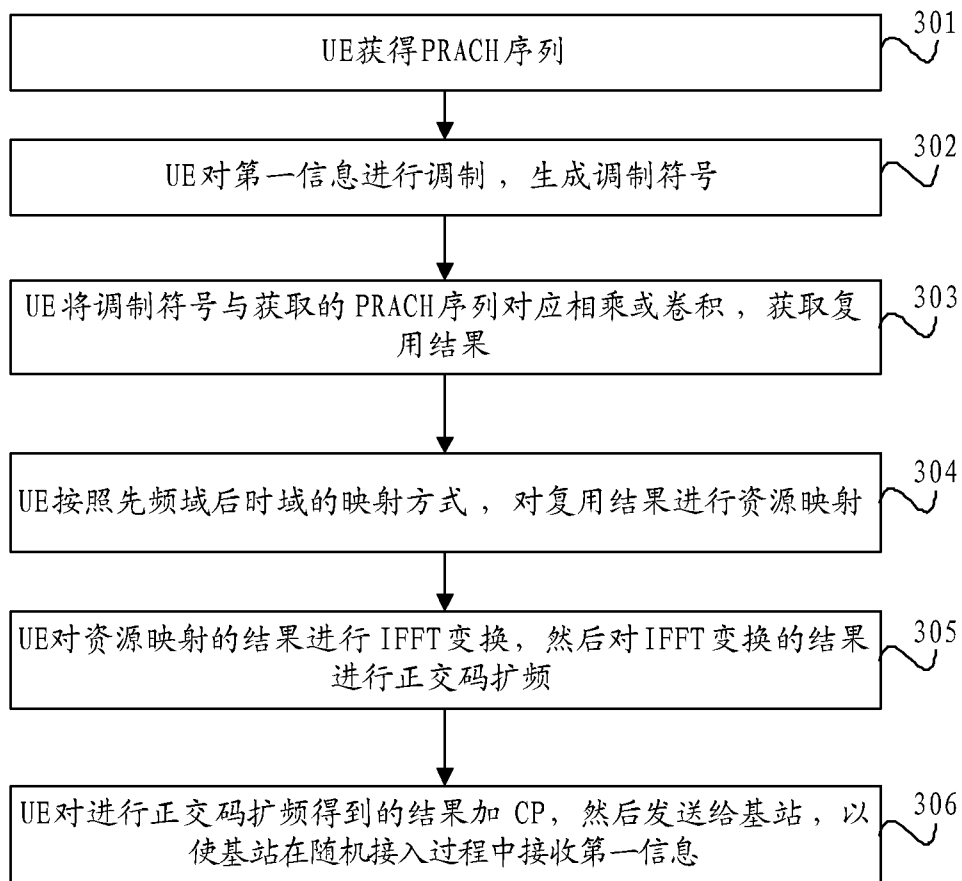 301
UE获得PRACH序列
302
UE对第一信息进行调制，生成调制符号
303
UE将调制符号与获取的PRACH序列对应相乘或卷积，获取复
用结果
304
UE按照先频域后时域的映射方式，对复用结果进行资源映射
305
UE对资源映射的结果进行IFFT变换，然后对IFFT变换的结果
进行正交码扩频
306
UE对进行正交码扩频得到的结果加CP，然后发送给基站，以
使基站在随机接入过程中接收第一信息